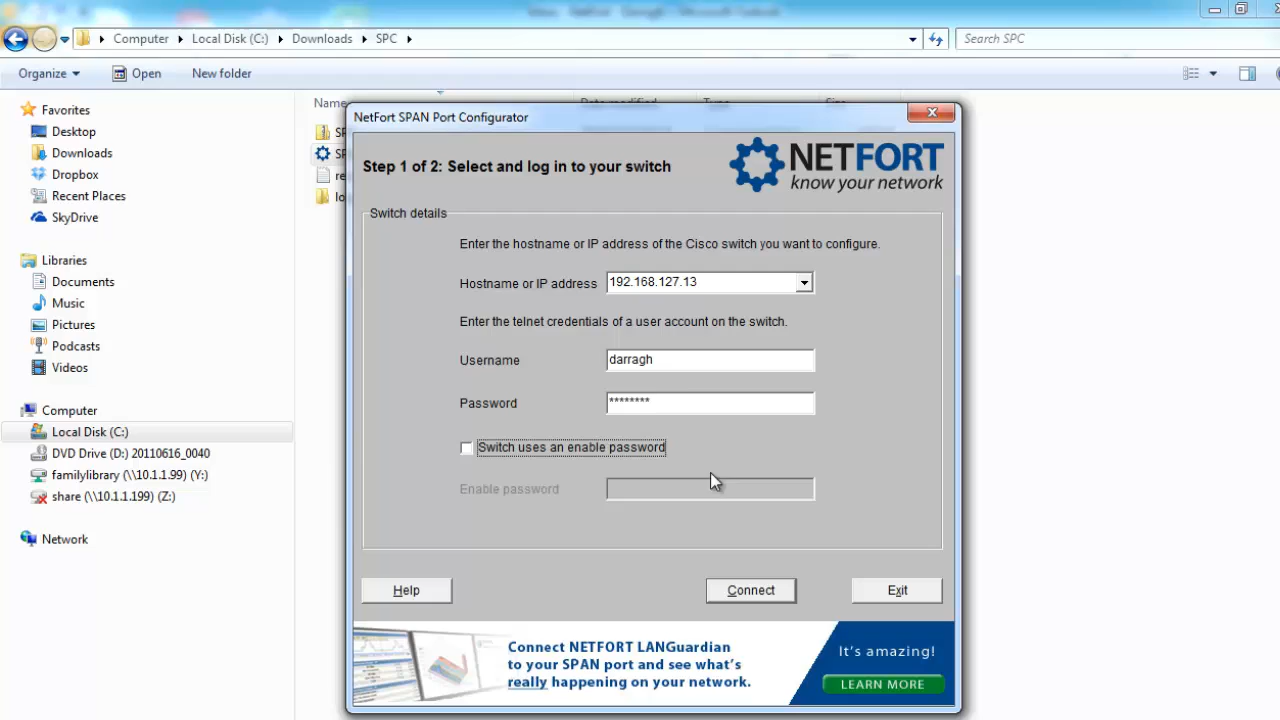 Computer
Local Disk (C:)
Downloads
SPC
Search SPC
Organize
Open
New folder
Favorites
Desktop
Downloads
Dropbox
Recent Places
SkyDrive
Libraries
Documents
Music
Pictures
Podcasts
Videos
Computer
Local Disk (C:)
DVD Drive (D:) 20110616_0040
familylibrary (\\10.1.1.99) (Y:)
share (\\10.1.1.199) (Z:)
Network
NetFort SPAN Port Configurator
Step 1 of 2: Select and log in to your switch
NETFORT
know your network
Switch details
Enter the hostname or IP address of the Cisco switch you want to configure.
Hostname or IP address
192.168.127.13
Enter the telnet credentials of a user account on the switch.
Username
darragh
Password
********
Switch uses an enable password
Enable password
Help
Connect
Exit
Connect NETFORT LANGuardian
to your SPAN port and see what's
really happening on your network.
It's amazing!
LEARN MORE